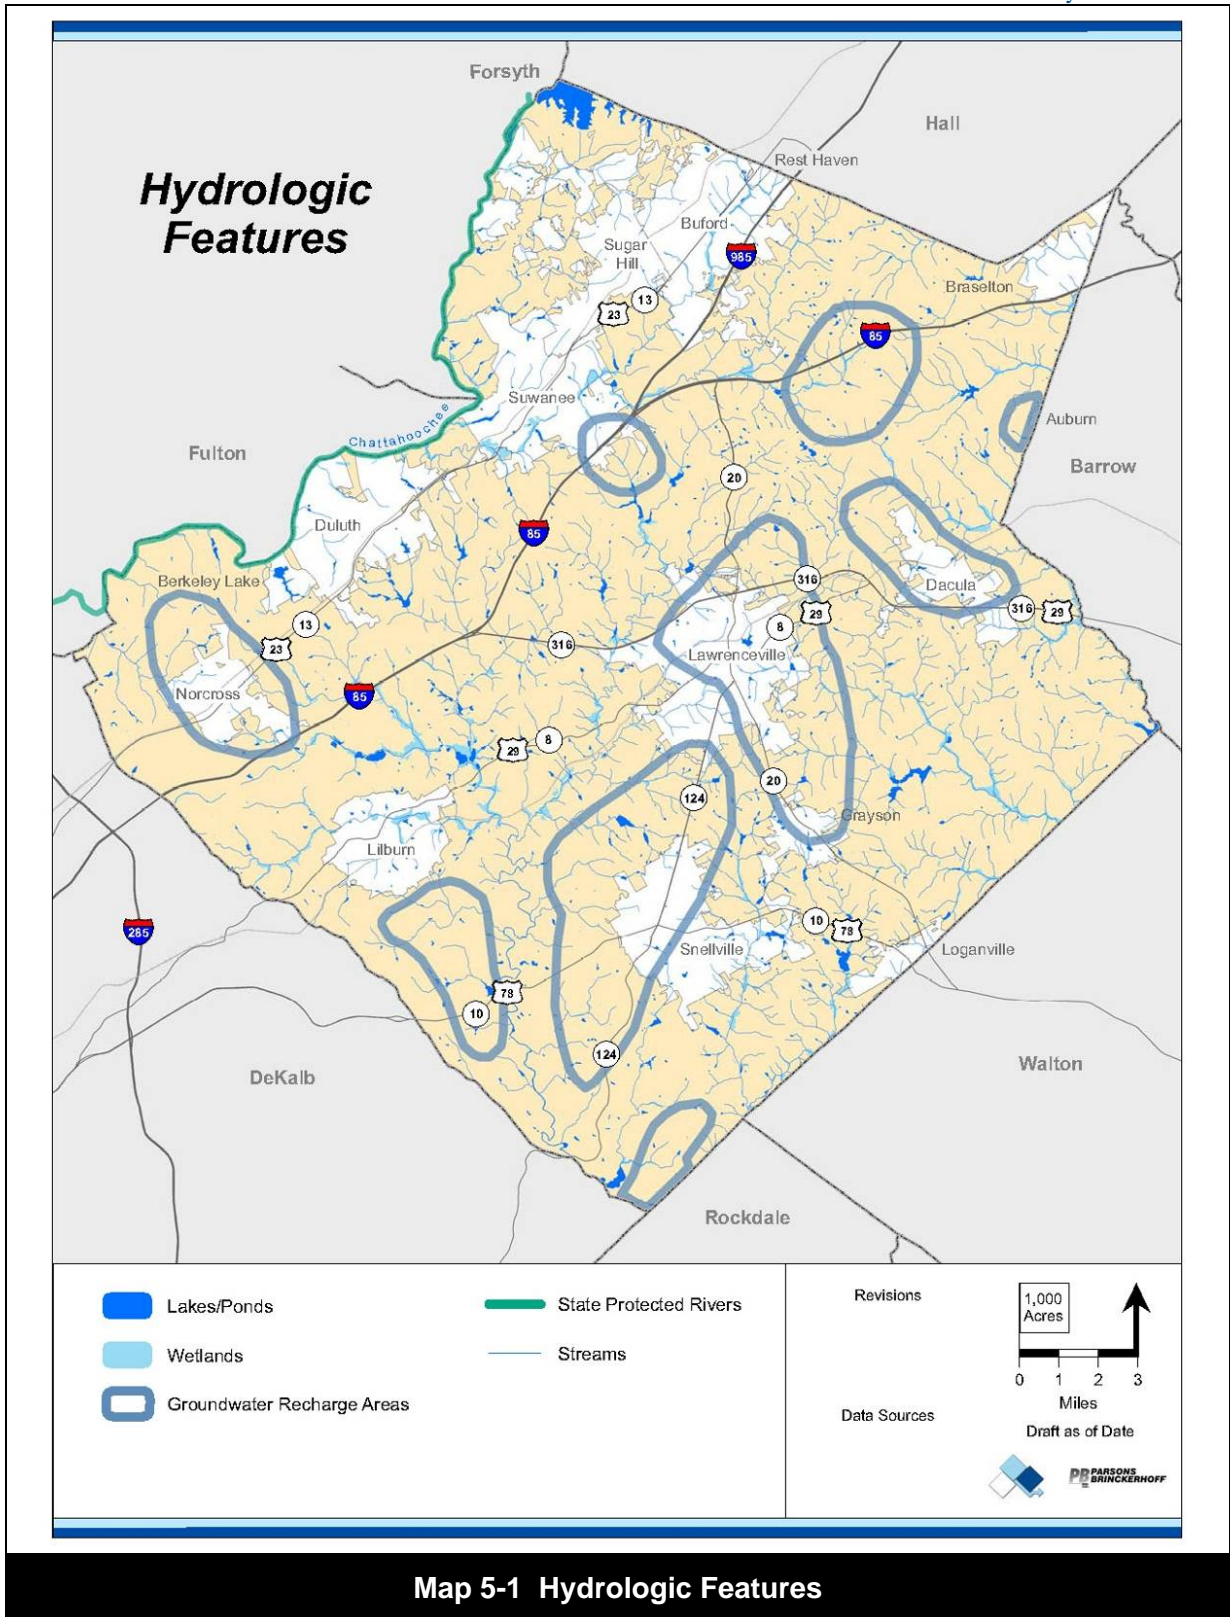 Hydrologic
Features
Forsyth
Hall
Rest Haven
Buford
Sugar
Hill
985
13
23
Braselton
85
Suwanee
Chattahoochee
Auburn
Fulton
Barrow
20
Duluth
85
Berkeley Lake
316
Dacula
316
29
29
13
8
23
316
Lawrenceville
Norcross
85
8
29
20
124
Grayson
Lilburn
10
78
285
Snellville
Loganville
78
10
124
DeKalb
Walton
Rockdale
Lakes/Ponds
Wetlands
Groundwater Recharge Areas
State Protected Rivers
Streams
Revisions
Data Sources
1,000
Acres
0 1 2 3
Miles
Draft as of Date
PB PARSONS
BRINCKERHOFF
Map 5-1 Hydrologic Features